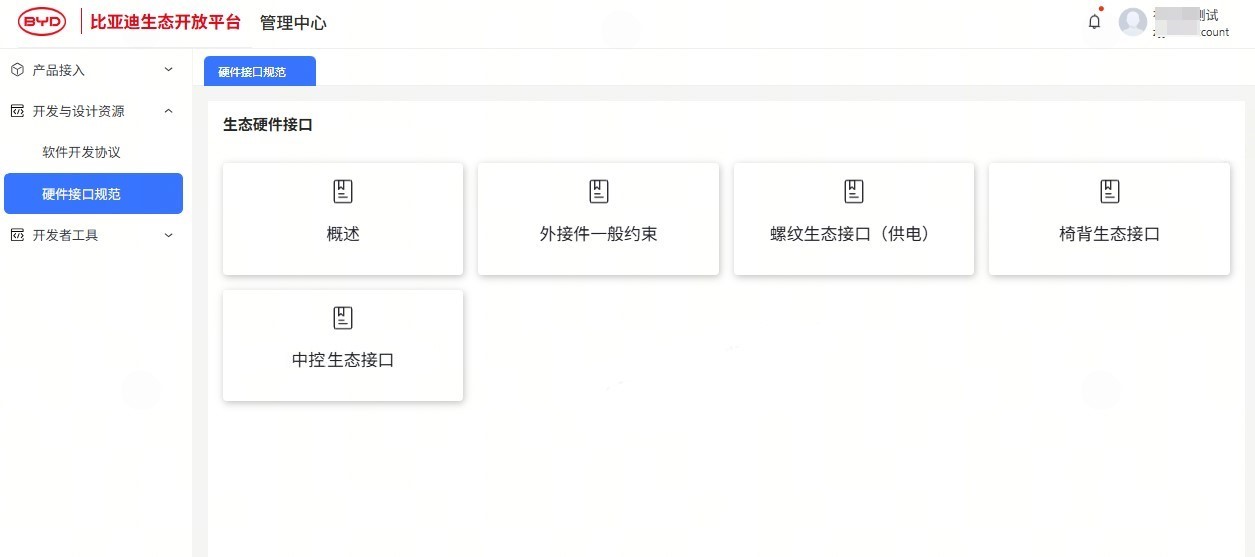 BYD 比亚迪生态开放平台 管理中心
测试
count
产品接入
开发与设计资源
软件开发协议
硬件接口规范
开发者工具
硬件接口规范
生态硬件接口
概述
外接件一般约束
螺纹生态接口（供电）
椅背生态接口
中控生态接口